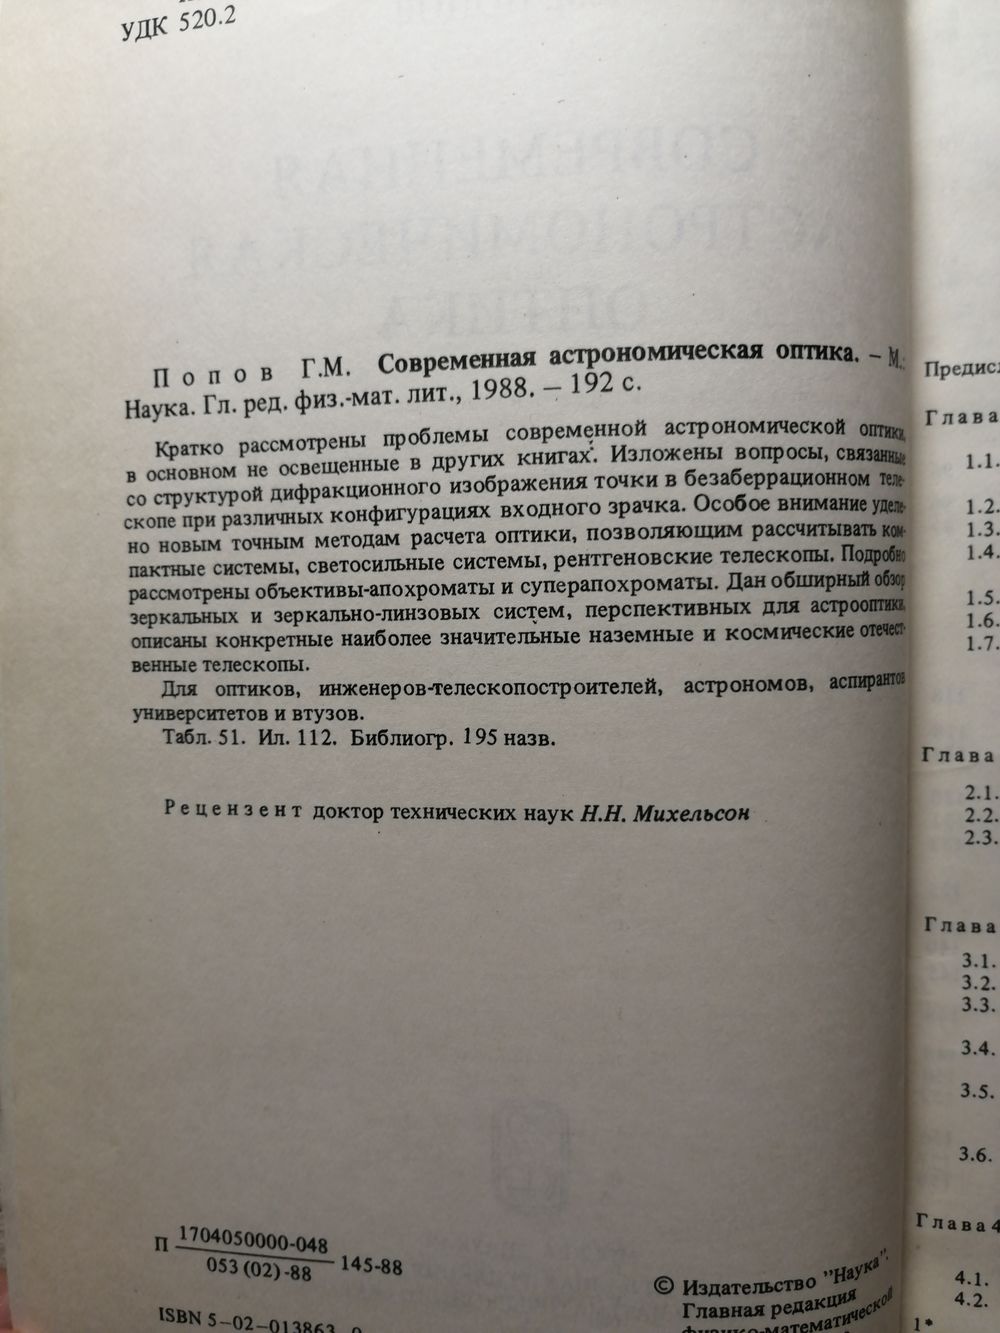 УДК 520.2
Попов Г.М. Современная астрономическая оптика. – М.:
Наука. Гл. ред. физ.-мат. лит., 1988. – 192 с.
Кратко рассмотрены проблемы современной астрономической оптики,
в основном не освещенные в других книгах. Изложены вопросы, связанные
со структурой дифракционного изображения точки в безаберрационном теле-
скопе при различных конфигурациях входного зрачка. Особое внимание уделе-
но новым точным методам расчета оптики, позволяющим рассчитывать ком-
пактные системы, светосильные системы, рентгеновские телескопы. Подробно
рассмотрены объективы-апохроматы и суперапохроматы. Дан обширный обзор
зеркальных и зеркально-линзовых систем, перспективных для астрооптики,
описаны конкретные наиболее значительные наземные и космические отечест-
венные телескопы.
Для оптиков, инженеров-телескопостроителей, астрономов, аспирантов
университетов и втузов.
Табл. 51. Ил. 112. Библиогр. 195 назв.
Рецензент доктор технических наук Н.Н. Михельсон
П 1704050000-048
053 (02)-88
145-88
ISBN 5-02-013863
© Издательство "Наука".
Главная редакция
физико-математической
Глава
1.1.
1.2.
1.3.
1.4.
1.5.
1.6.
1.7.
Глава
2.1.
2.2.
2.3.
Глава
3.1.
3.2.
3.3.
3.4.
3.5.
3.6.
Глава 4
4.1.
4.2.
1*